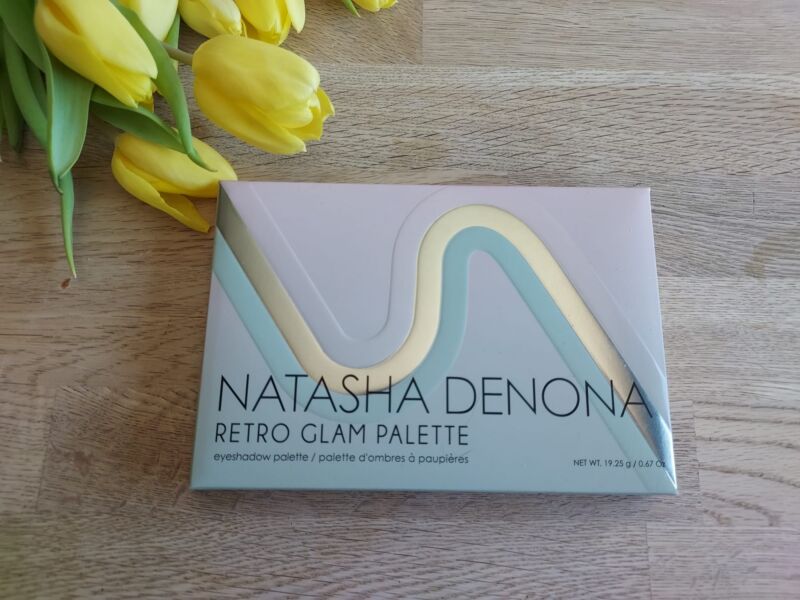 NATASHA DENONA
RETRO GLAM PALETTE
eyeshadow palette / palette d'ombres à paupières
NET WT. 19.25 g / 0.67 Oz